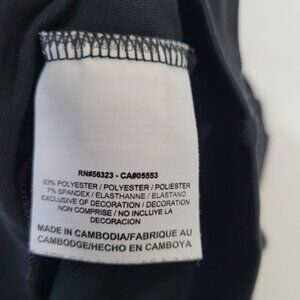 RN#56323 - CA#05553
93% POLYESTER / POLYESTER / POLIESTER
7% SPANDEX / ELASTHANNE / ELASTANO
EXCLUSIVE OF DECORATION / DECORATION
NON COMPRISE / NO INCLUYE LA
DECORACION
MADE IN CAMBODIA/FABRIQUE AU
CAMBODGE/HECHO EN CAMBOYA